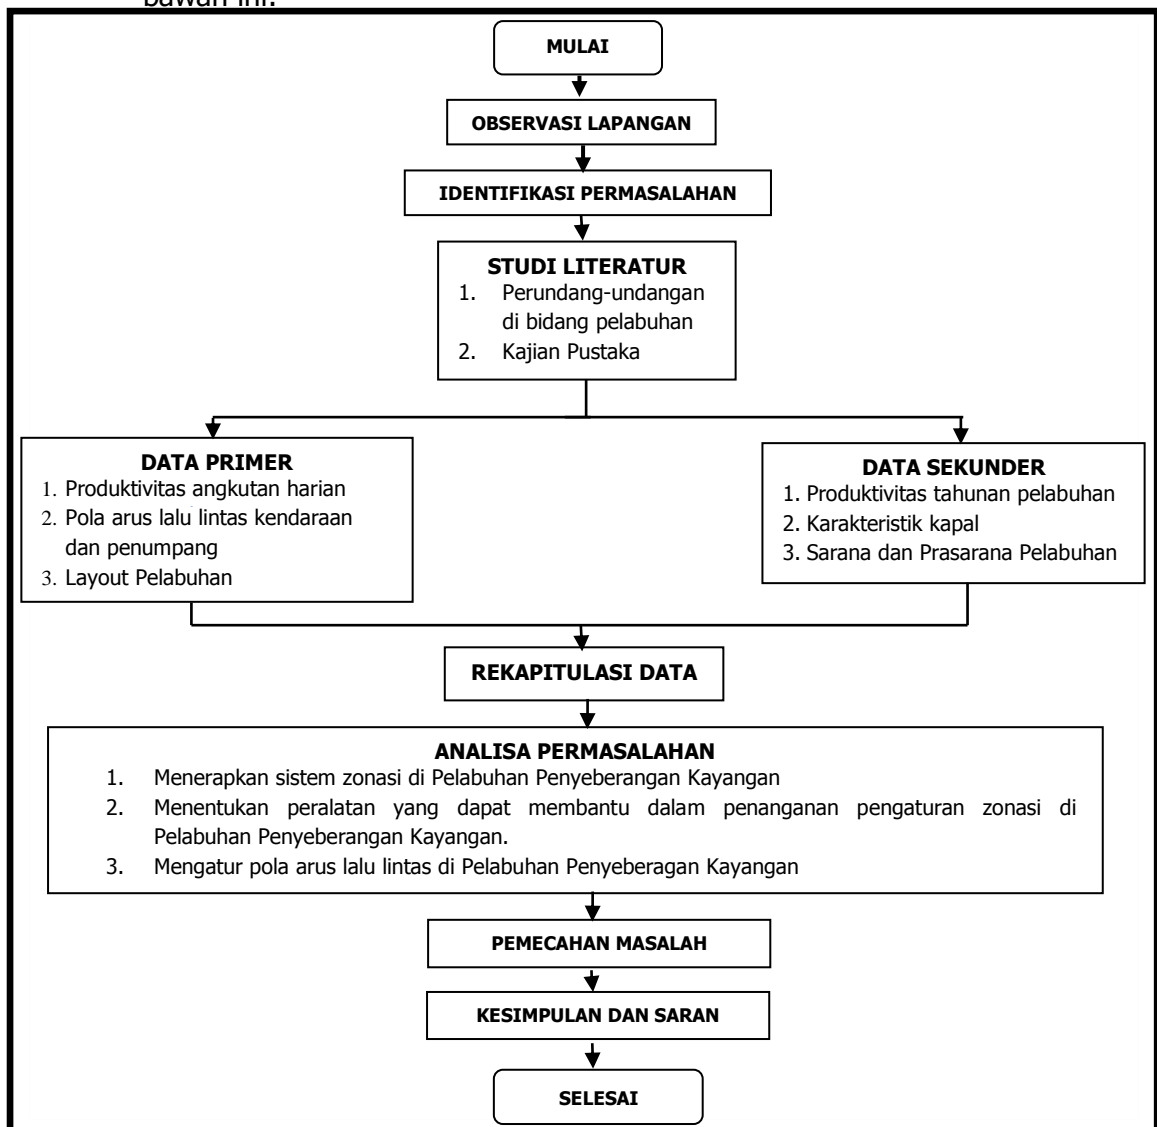 bawah ini.
MULAI
OBSERVASI LAPANGAN
IDENTIFIKASI PERMASALAHAN
STUDI LITERATUR
1. Perundang-undangan
di bidang pelabuhan
2. Kajian Pustaka
DATA PRIMER
1. Produktivitas angkutan harian
2. Pola arus lalu lintas kendaraan
dan penumpang
3. Layout Pelabuhan
DATA SEKUNDER
1. Produktivitas tahunan pelabuhan
2. Karakteristik kapal
3. Sarana dan Prasarana Pelabuhan
REKAPITULASI DATA
ANALISA PERMASALAHAN
1. Menerapkan sistem zonasi di Pelabuhan Penyeberangan Kayangan
2. Menentukan peralatan yang dapat membantu dalam penanganan pengaturan zonasi di
Pelabuhan Penyeberangan Kayangan.
3. Mengatur pola arus lalu lintas di Pelabuhan Penyeberagan Kayangan
PEMECAHAN MASALAH
KESIMPULAN DAN SARAN
SELESAI